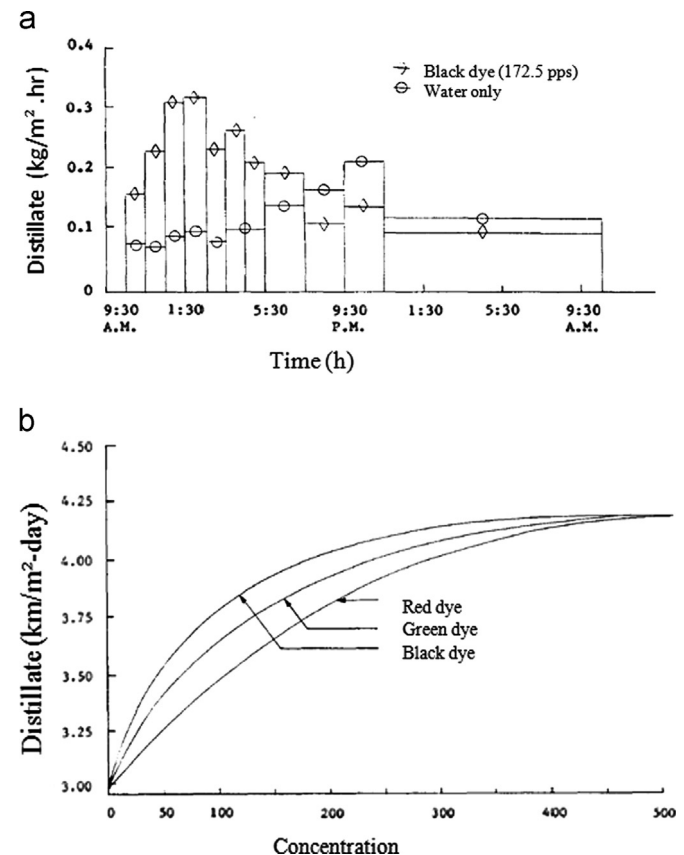 a
0.4
0.3
0.2
0.1
0
Distillate (kg/m² .hr)
Black dye (172.5 pps)
Water only
9:30 1:30 5:30 9:30 1:30 5:30 9:30
A.M. P.M. A.M.
Time (h)
b
4.50
4.25
4.00
3.75
3.50
3.25
3.00
Distillate (km/m²-day)
Red dye
Green dye
Black dye
0 50 100 200 300 400 500
Concentration